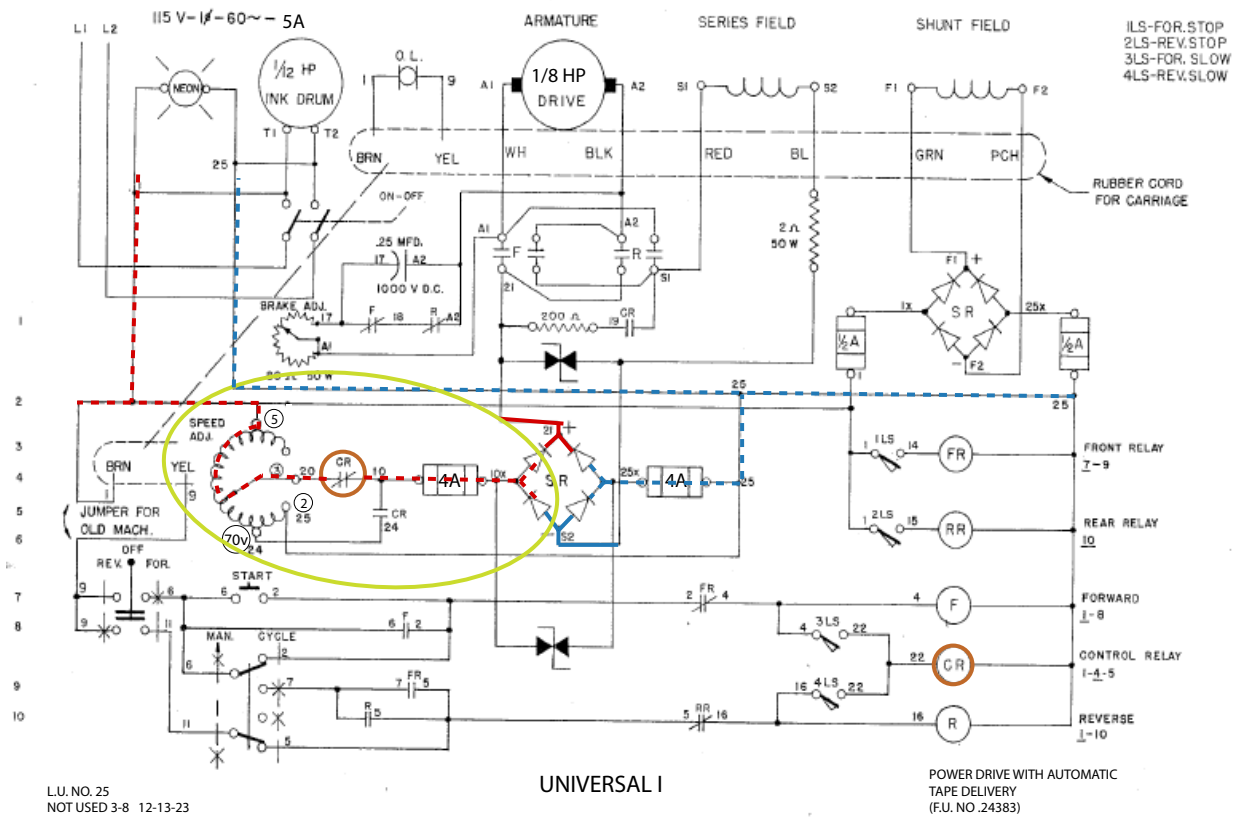 115 V-1ø-60~- 5A
L1 L2
NEON
1/12 HP
INK DRUM
T1 T2
O.L.
1 9
ARMATURE
1/8 HP
DRIVE
A1 A2
SERIES FIELD
S1 S2
SHUNT FIELD
F1 F2
1LS-FOR.STOP
2LS-REV.STOP
3LS-FOR. SLOW
4LS-REV.SLOW
BRN YEL WH BLK RED BL GRN PCH
RUBBER CORD
FOR CARRIAGE
25
ON-OFF
.25 MFD.
17 A2
1000 V D.C.
A1 F A2 R S1
21
2 Ω
50 W
F1 +
1x SR 25x
- F2
1/2 A 1/2 A
1
BRAKE ADJ.
17 F 18 R A2
A1
200 Ω 19 CR
50 W
1
25
2
25
SPEED
ADJ.
5
21 +
3
1 1LS 14 FR
FRONT RELAY
7-9
BRN YEL
1 9
4
3 20 CR 10 4A 10x SR 25x 4A 25
5
JUMPER FOR
OLD MACH.
2
25
CR
24
S2
1 2LS 15 RR
REAR RELAY
10
6
70v 24
OFF
REV. FOR.
START
7
9 6 6 2
2 FR 4
4 F
FORWARD
1-8
8
9 11
6 F 2
MAN. CYCLE
2
6
4 3LS 22
22 CR
CONTROL RELAY
1-4-5
9
7 7 FR 5
16 4LS 22
10
R 5
11 5
5 RR 16
16 R
REVERSE
1-10
L.U. NO. 25
NOT USED 3-8 12-13-23
UNIVERSAL I
POWER DRIVE WITH AUTOMATIC
TAPE DELIVERY
(F.U. NO .24383)